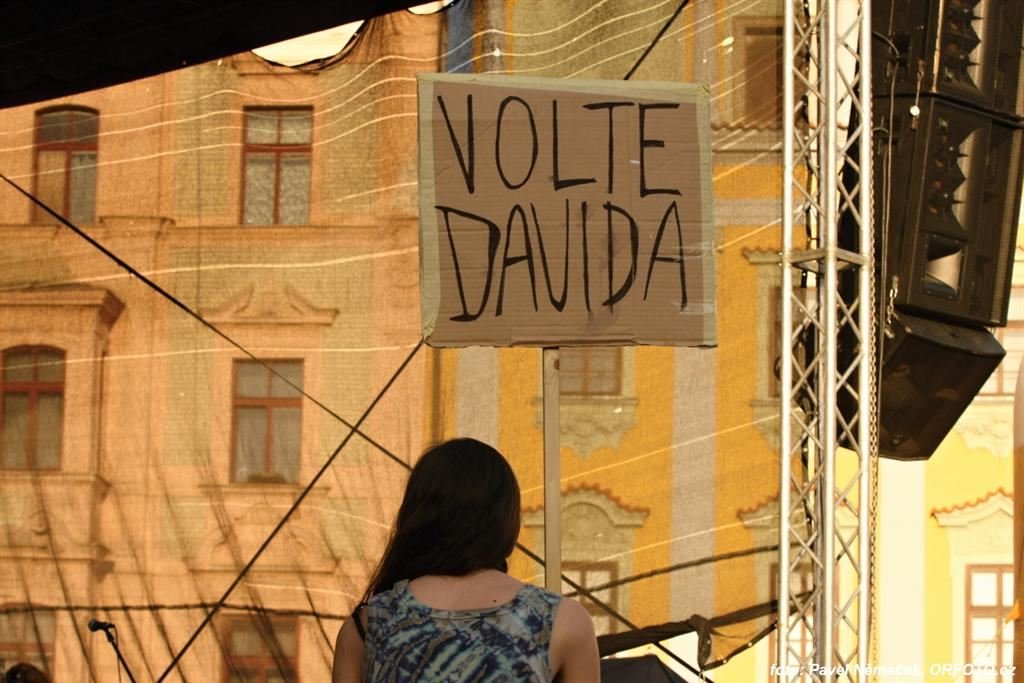 VOLTE
DAVIDA
foto: Pavel Němeček, ORFOTO.cz